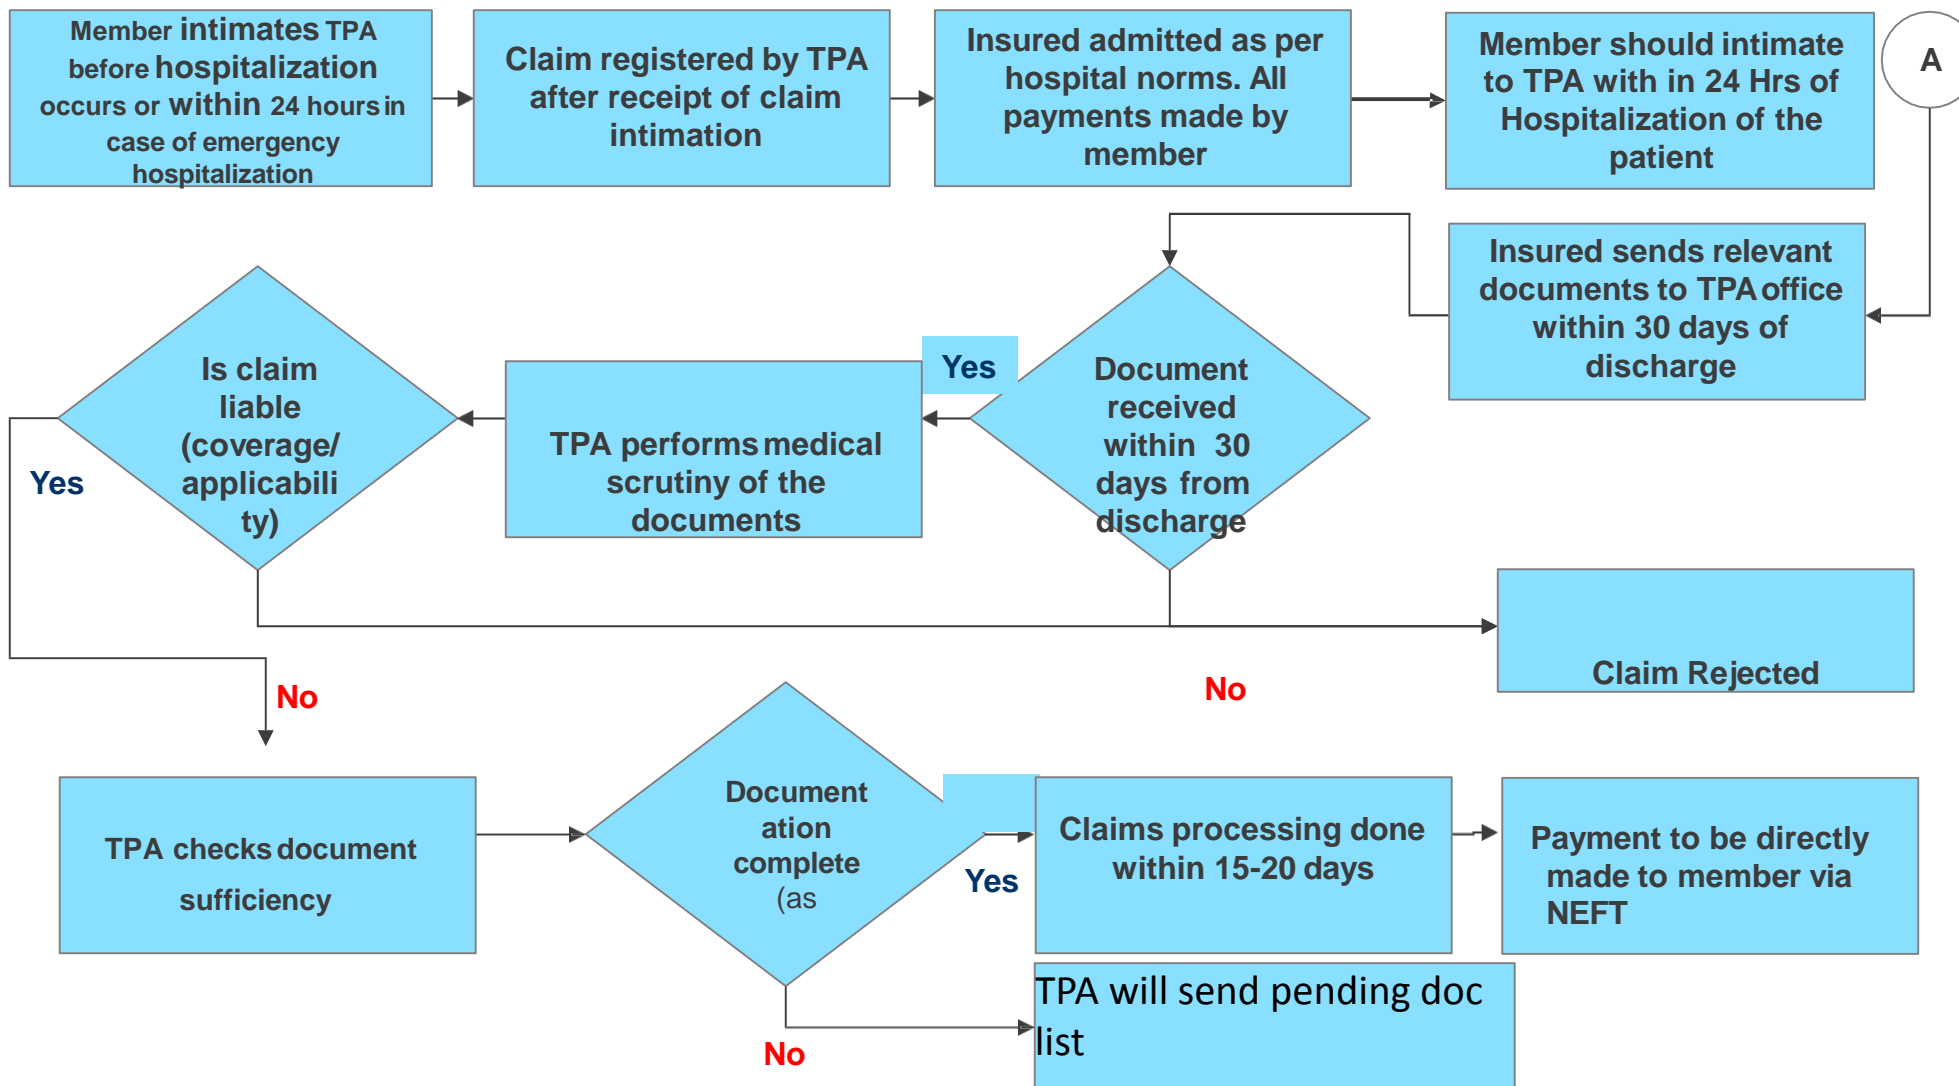 Member intimates TPA
before hospitalization
occurs or within 24 hours in
case of emergency
hospitalization
Claim registered by TPA
after receipt of claim
intimation
Insured admitted as per
hospital norms. All
payments made by
member
Member should intimate
to TPA with in 24 Hrs of
Hospitalization of the
patient
A
Insured sends relevant
documents to TPA office
within 30 days of
discharge
Document
received
within 30
days from
discharge
Yes
TPA performs medical
scrutiny of the
documents
Is claim
liable
(coverage/
applicabili
ty)
Yes
No
No
Claim Rejected
TPA checks document
sufficiency
Document
ation
complete
(as
Yes
Claims processing done
within 15-20 days
Payment to be directly
made to member via
NEFT
No
TPA will send pending doc
list